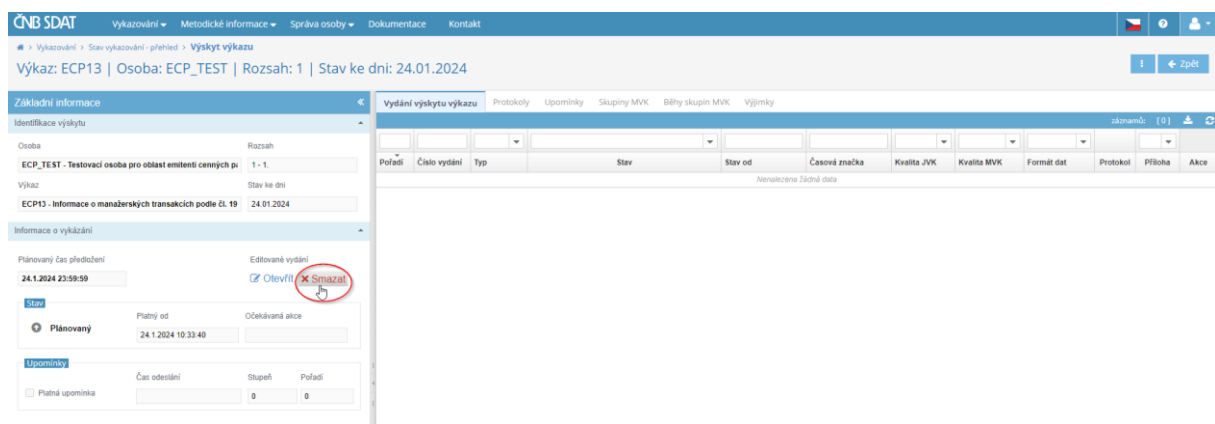 ČNB SDAT Vykazování Metodické informace Správa osoby Dokumentace Kontakt
> Vykazování > Stav vykazování - přehled > Výskyt výkazu
Výkaz: ECP13 | Osoba: ECP_TEST | Rozsah: 1 | Stav ke dni: 24.01.2024
Zpět
Základní informace
Vydání výskytu výkazu Protokoly Upomínky Skupiny MVK Běhy skupin MVK Výjimky
Identifikace výskytu
záznamů: [ 0 ]
Osoba Rozsah
ECP_TEST - Testovací osoba pro oblast emitenti cenných pa 1 - 1.
Pořadí Číslo vydání Typ Stav Stav od Časová značka Kvalita JVK Kvalita MVK Formát dat Protokol Příloha Akce
Nenalezena žádná data
Výkaz Stav ke dni
ECP13 - Informace o manažerských transakcích podle čl. 19 24.01.2024
Informace o vykázání
Plánovaný čas předložení Editované vydání
24.1.2024 23:59:59 Otevřít Smazat
Stav
Platný od Očekávaná akce
Plánovaný 24.1.2024 10:33:40
Upomínky
Čas odeslání Stupeň Pořadí
Platná upomínka 0 0